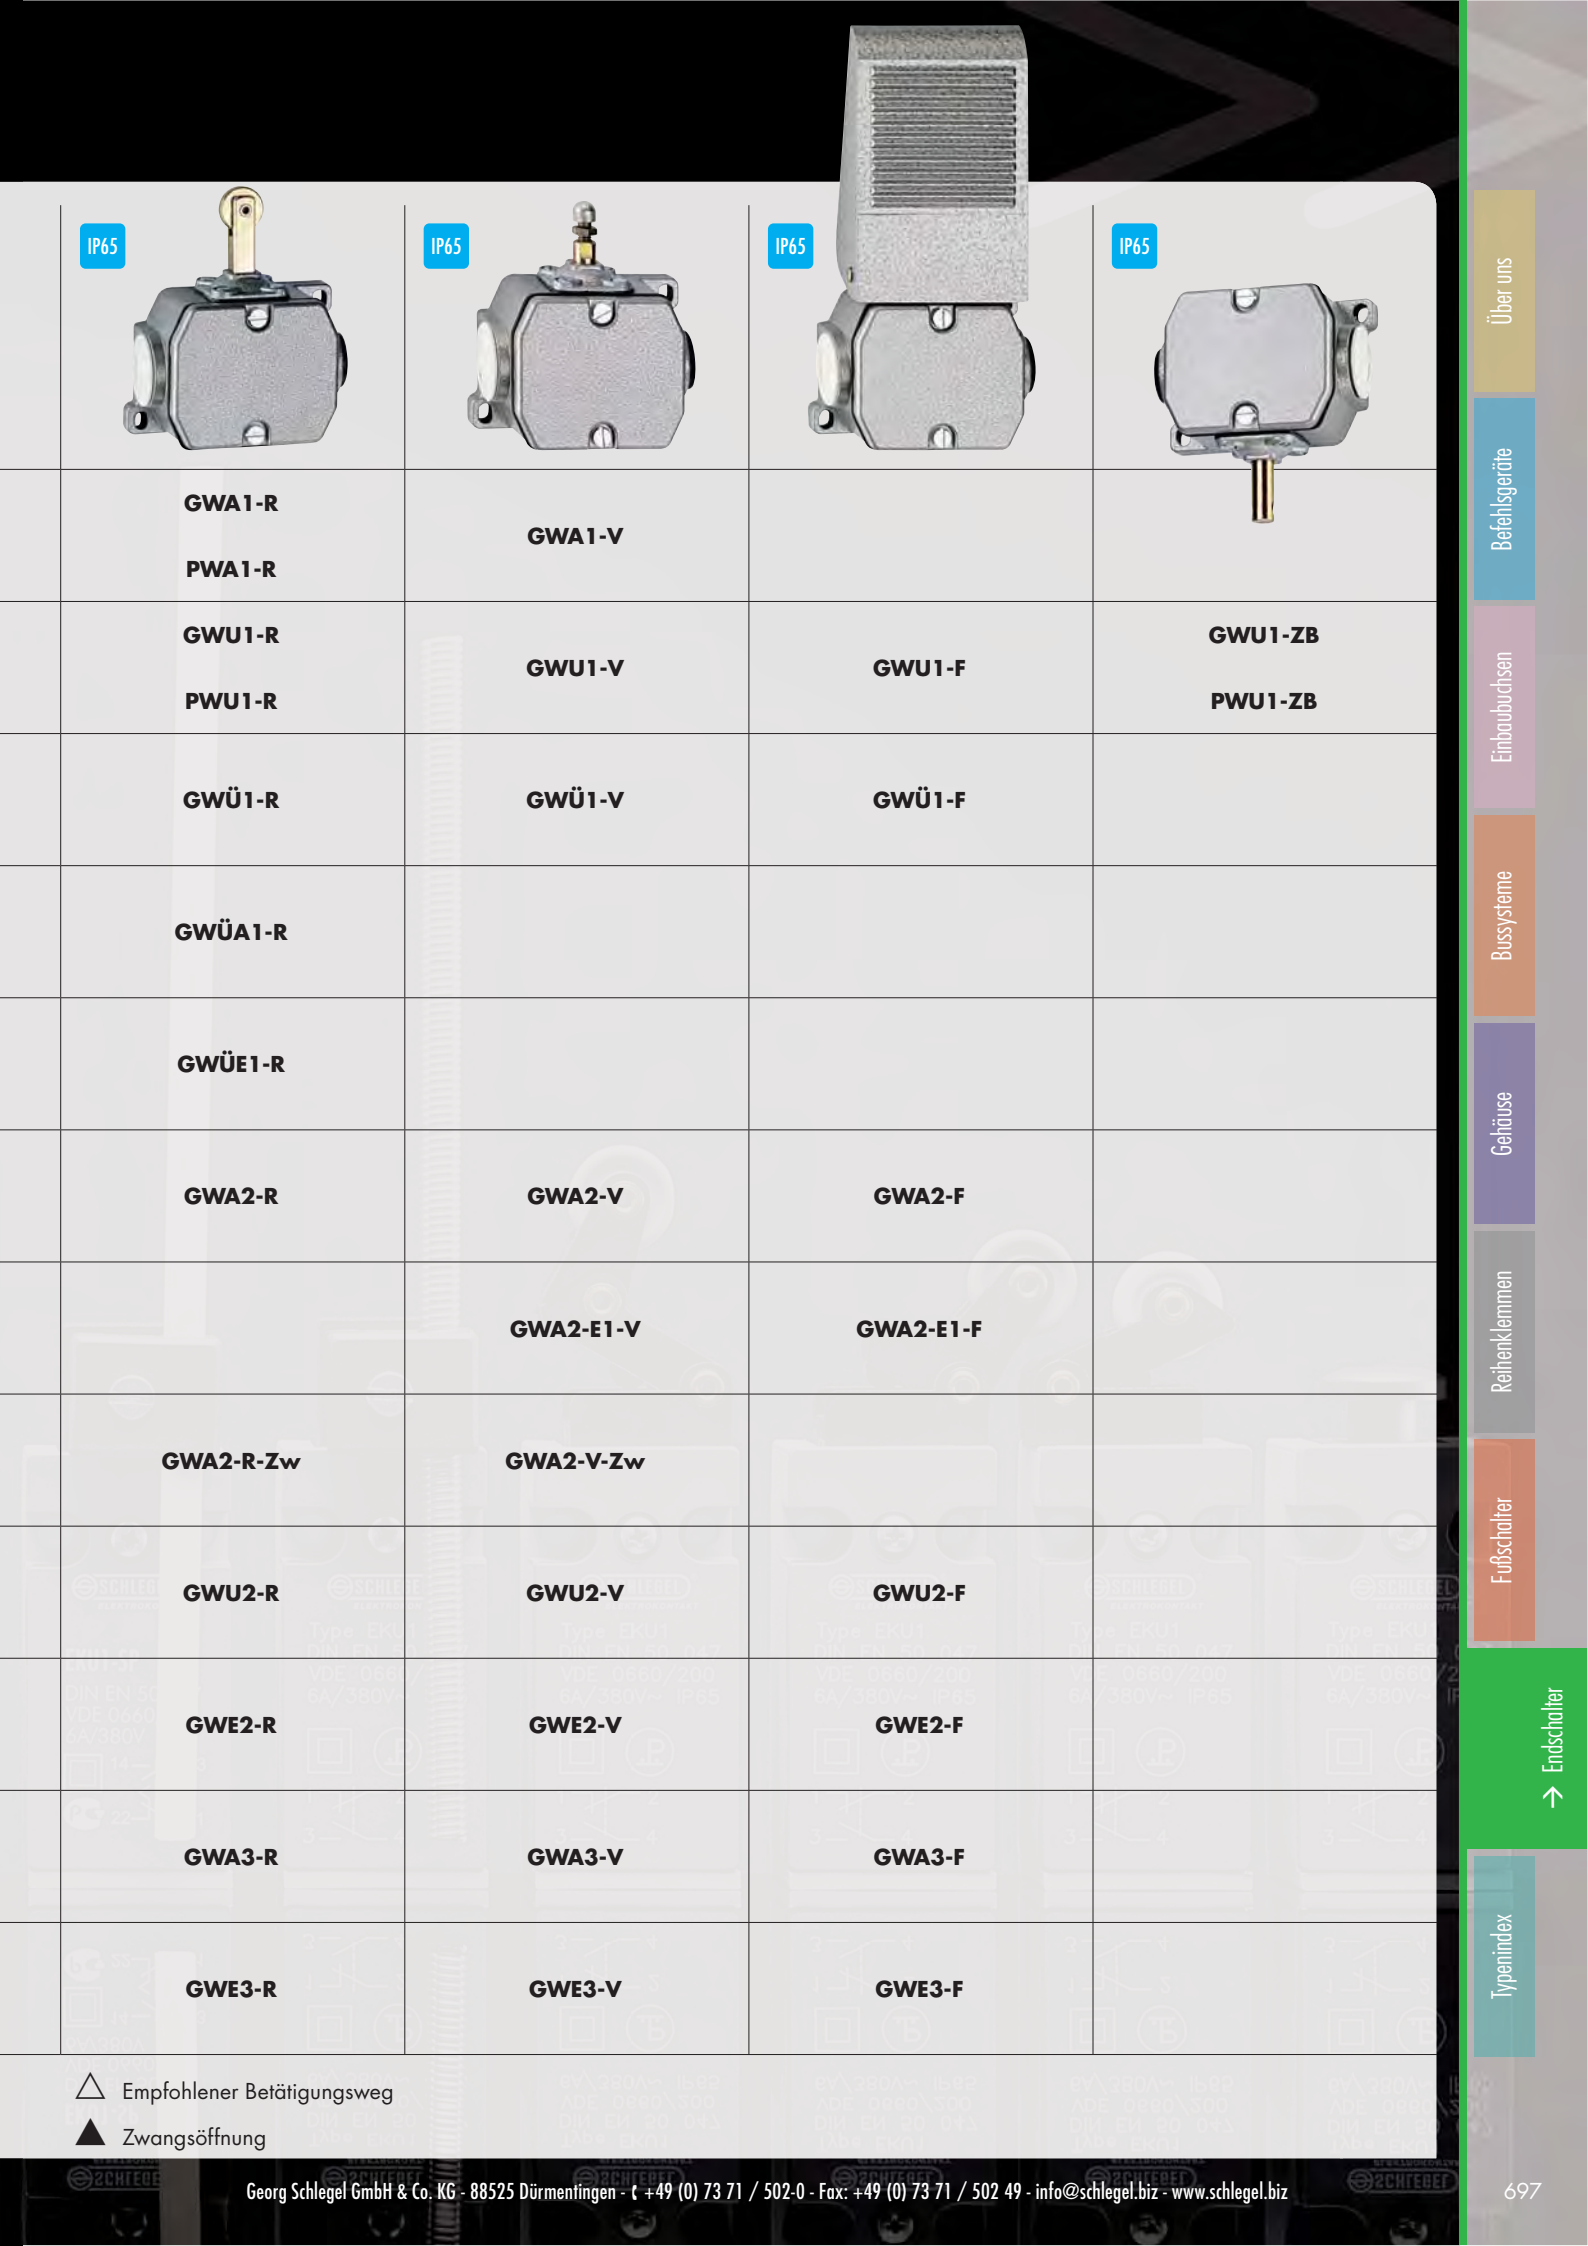 IP65 IP65 IP65 IP65
GWA1-R
GWA1-V
PWA1-R
GWU1-R GWU1-ZB
GWU1-V GWU1-F
PWU1-R PWU1-ZB
GWÜ1-R GWÜ1-V GWÜ1-F
GWÜA1-R
GWÜE1-R
GWA2-R GWA2-V GWA2-F
GWA2-E1-V GWA2-E1-F
GWA2-R-Zw GWA2-V-Zw
GWU2-R GWU2-V GWU2-F
GWE2-R GWE2-V GWE2-F
GWA3-R GWA3-V GWA3-F
GWE3-R GWE3-V GWE3-F
△ Empfohlener Betätigungsweg
▲ Zwangsöffnung
Georg Schlegel GmbH & Co. KG - 88525 Dürmentingen - ✆ +49 (0) 73 71 / 502-0 - Fax: +49 (0) 73 71 / 502 49 - info@schlegel.biz - www.schlegel.biz
697
Über uns
Befehlsgeräte
Einbaubuchsen
Bussysteme
Gehäuse
Reihenklemmen
Fußschalter
→ Endschalter
Typenindex